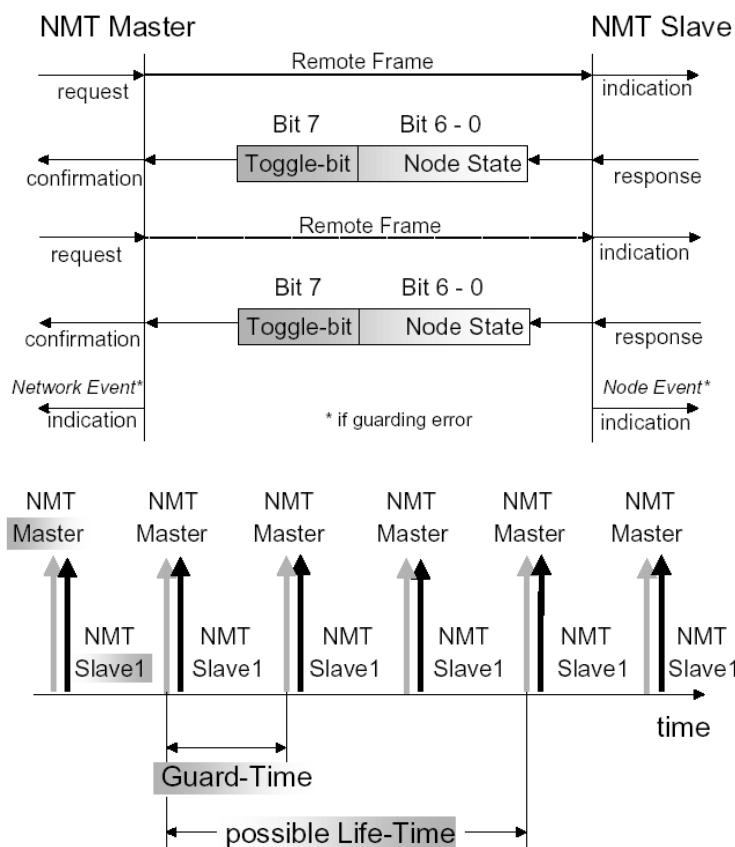 NMT Master NMT Slave
Remote Frame
request indication
Bit 7 Bit 6 - 0
Toggle-bit Node State
confirmation response
Remote Frame
request indication
Bit 7 Bit 6 - 0
Toggle-bit Node State
confirmation response
Network Event* Node Event*
indication * if guarding error indication
NMT NMT NMT NMT NMT NMT
Master Master Master Master Master Master
NMT NMT NMT NMT NMT NMT
Slave1 Slave1 Slave1 Slave1 Slave1 Slave1
time
Guard-Time
possible Life-Time